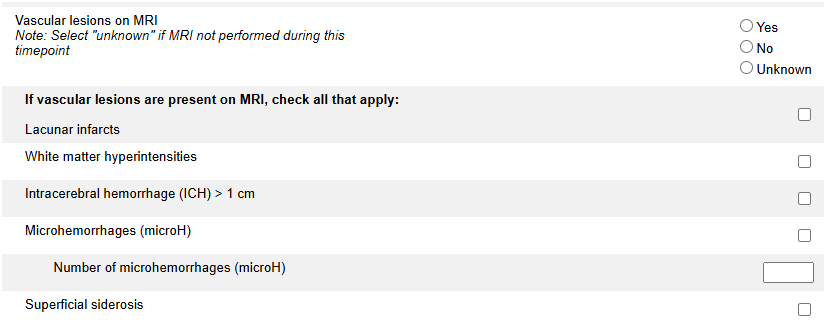 Vascular lesions on MRI
Note: Select "unknown" if MRI not performed during this
timepoint
Yes
No
Unknown
If vascular lesions are present on MRI, check all that apply:
Lacunar infarcts
White matter hyperintensities
Intracerebral hemorrhage (ICH) > 1 cm
Microhemorrhages (microH)
Number of microhemorrhages (microH)
Superficial siderosis